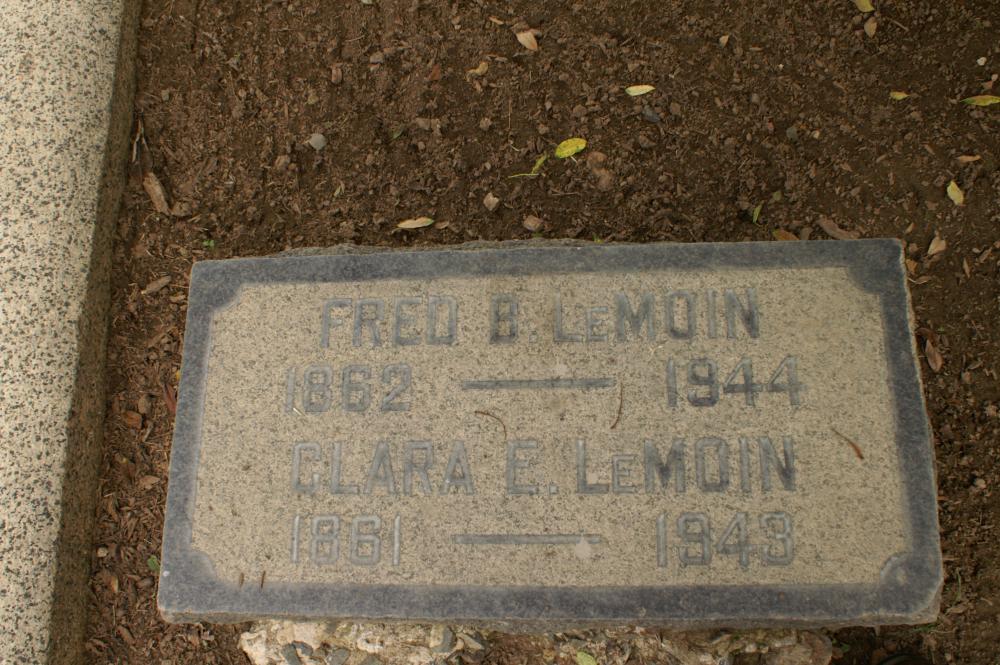 FRED B. LeMOIN
1862 — 1944
CLARA E. LeMOIN
1861 — 1943